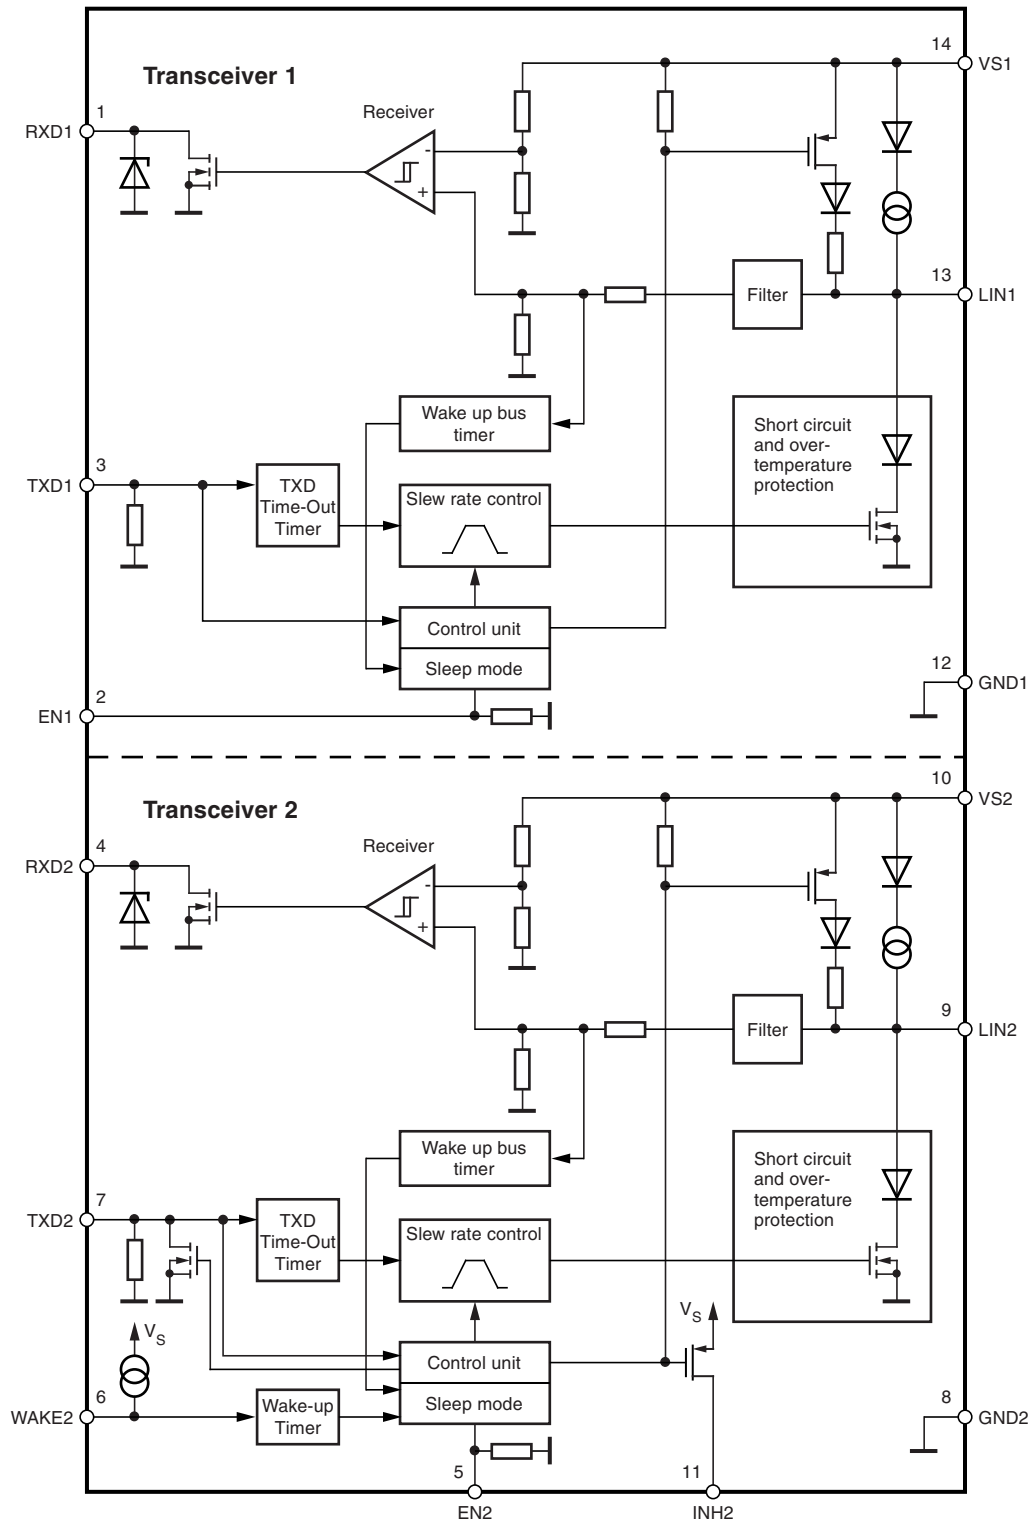 14
VS1
Transceiver 1
1
Receiver
RXD1
-
+
13
Filter
LIN1
Wake up bus
timer
Short circuit
and over-
temperature
protection
3
TXD1
TXD
Time-Out
Timer
Slew rate control
Control unit
Sleep mode
12
GND1
2
EN1
10
VS2
Transceiver 2
4
Receiver
RXD2
-
+
9
Filter
LIN2
Wake up bus
timer
Short circuit
and over-
temperature
protection
7
TXD2
TXD
Time-Out
Timer
Slew rate control
VS
VS
Control unit
Sleep mode
6
WAKE2
Wake-up
Timer
8
GND2
5
11
EN2
INH2